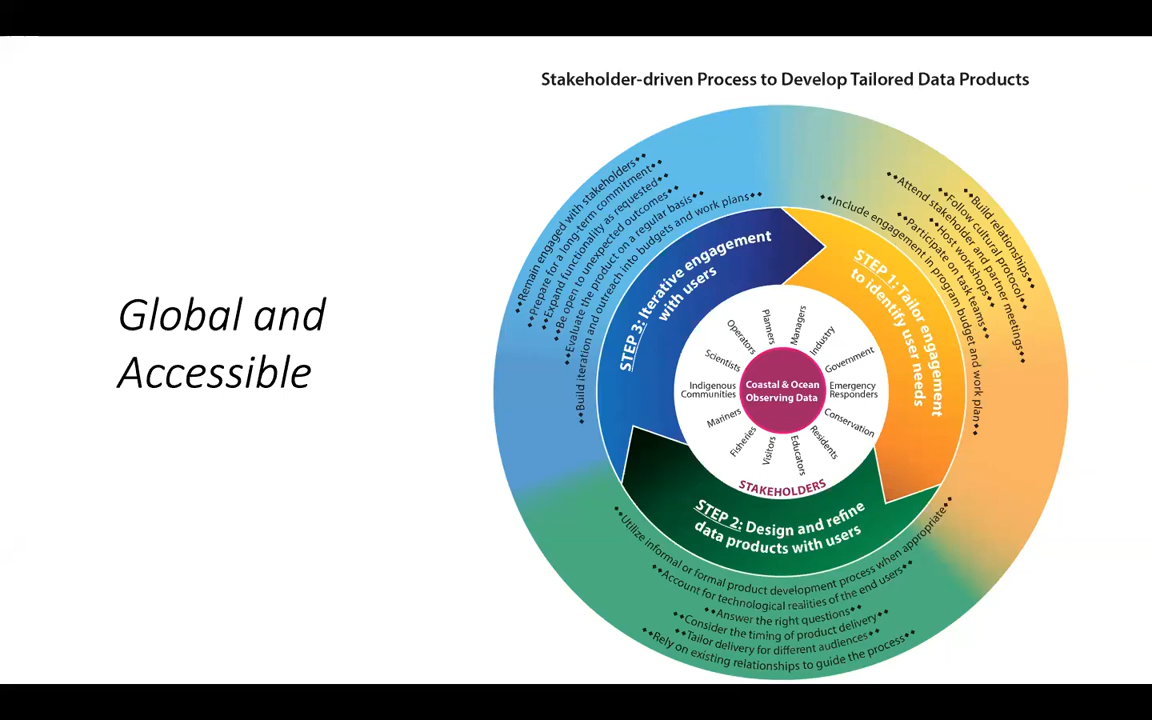 Stakeholder-driven Process to Develop Tailored Data Products
Global and
Accessible
STEP 1: Tailor engagement
to identify user needs
Build relationships
Follow cultural protocol
Attend stakeholder and partner meetings
Host workshops
Participate on task teams
Include engagement in program budget and work plan
STEP 2: Design and refine
data products with users
Utilize informal or formal product development process when appropriate
Account for technological realities of the end users
Answer the right questions
Consider the timing of product delivery
Tailor delivery for different audiences
Rely on existing relationships to guide the process
STEP 3: Iterative engagement
with users
Remain engaged with stakeholders
Prepare for a long-term commitment
Expand functionality as requested
Be open to unexpected outcomes
Evaluate the product on a regular basis
Build iteration and outreach into budgets and work plans
Coastal & Ocean
Observing Data
Managers
Industry
Government
Emergency
Responders
Conservation
Residents
Educators
Visitors
Fisheries
Mariners
Indigenous
Communities
Scientists
Operators
Planners
STAKEHOLDERS